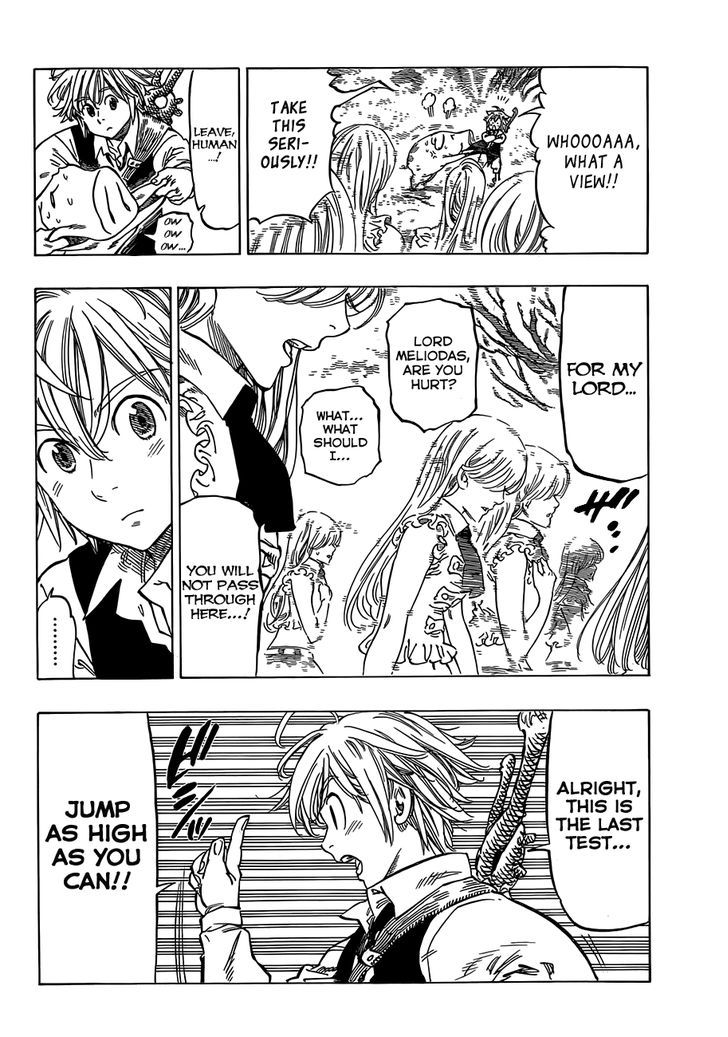 WHOOOAAA,
WHAT A
VIEW!!
TAKE
THIS
SERI-
OUSLY!!
LEAVE,
HUMAN
...!
OW
OW
OW...
FOR MY
LORD...
LORD
MELIODAS,
ARE YOU
HURT?
WHAT...
WHAT
SHOULD
I...
YOU WILL
NOT PASS
THROUGH
HERE...!
.........
ALRIGHT,
THIS IS
THE LAST
TEST...
JUMP
AS HIGH
AS YOU
CAN!!